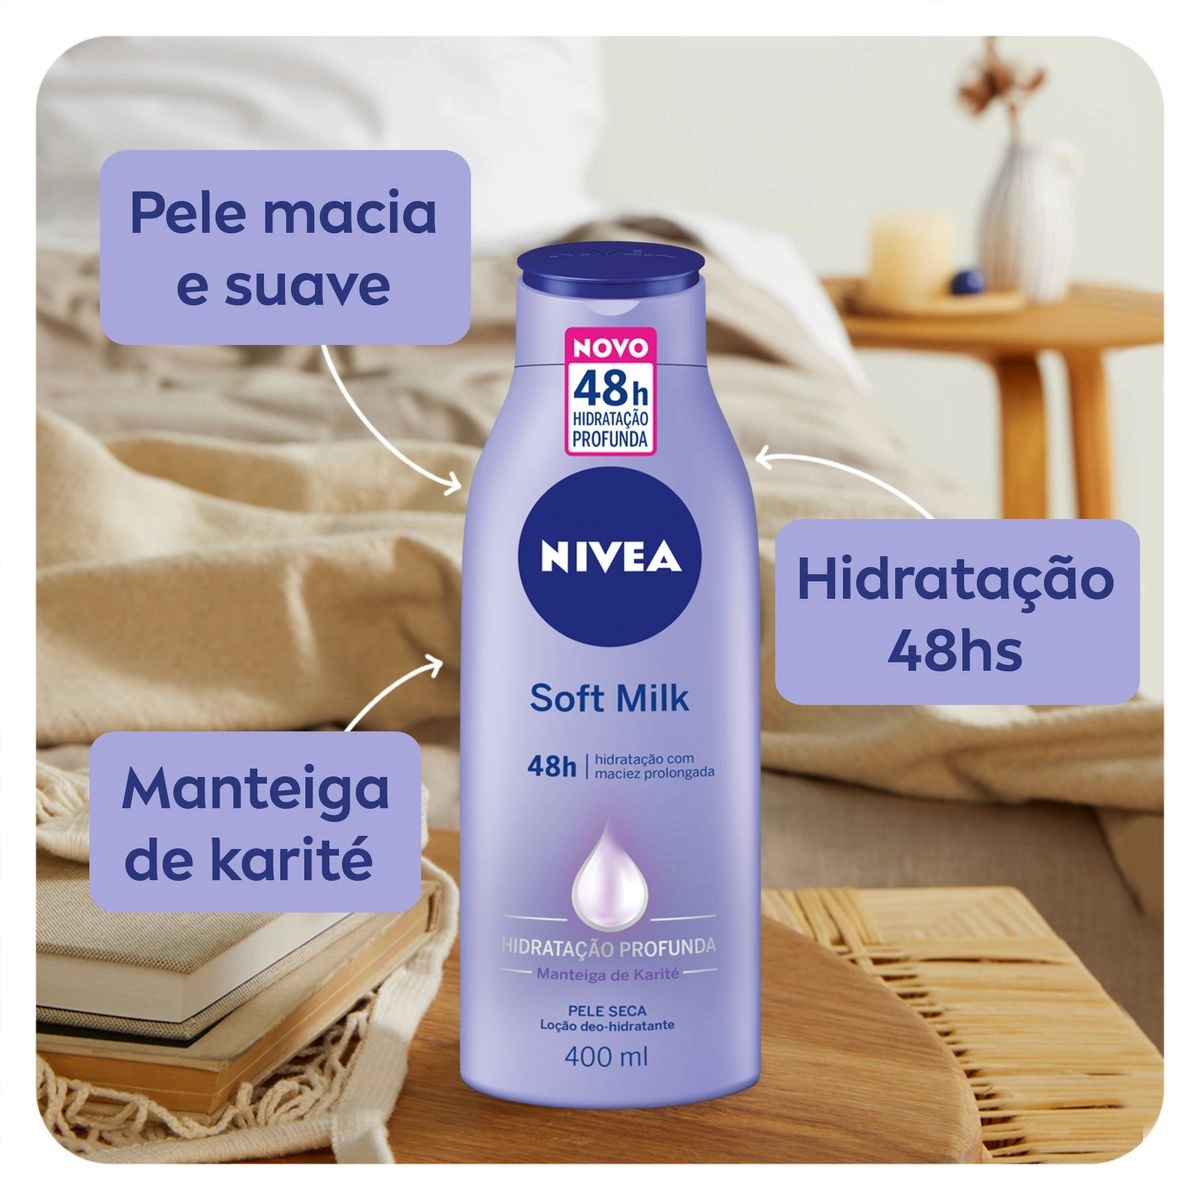 Pele macia
e suave
NOVO
48h
HIDRATAÇÃO
PROFUNDA
NIVEA
Hidratação
48hs
Soft Milk
48h | hidratação com
maciez prolongada
Manteiga
de karité
HIDRATAÇÃO PROFUNDA
Manteiga de Karité
PELE SECA
Loção deo-hidratante
400 ml